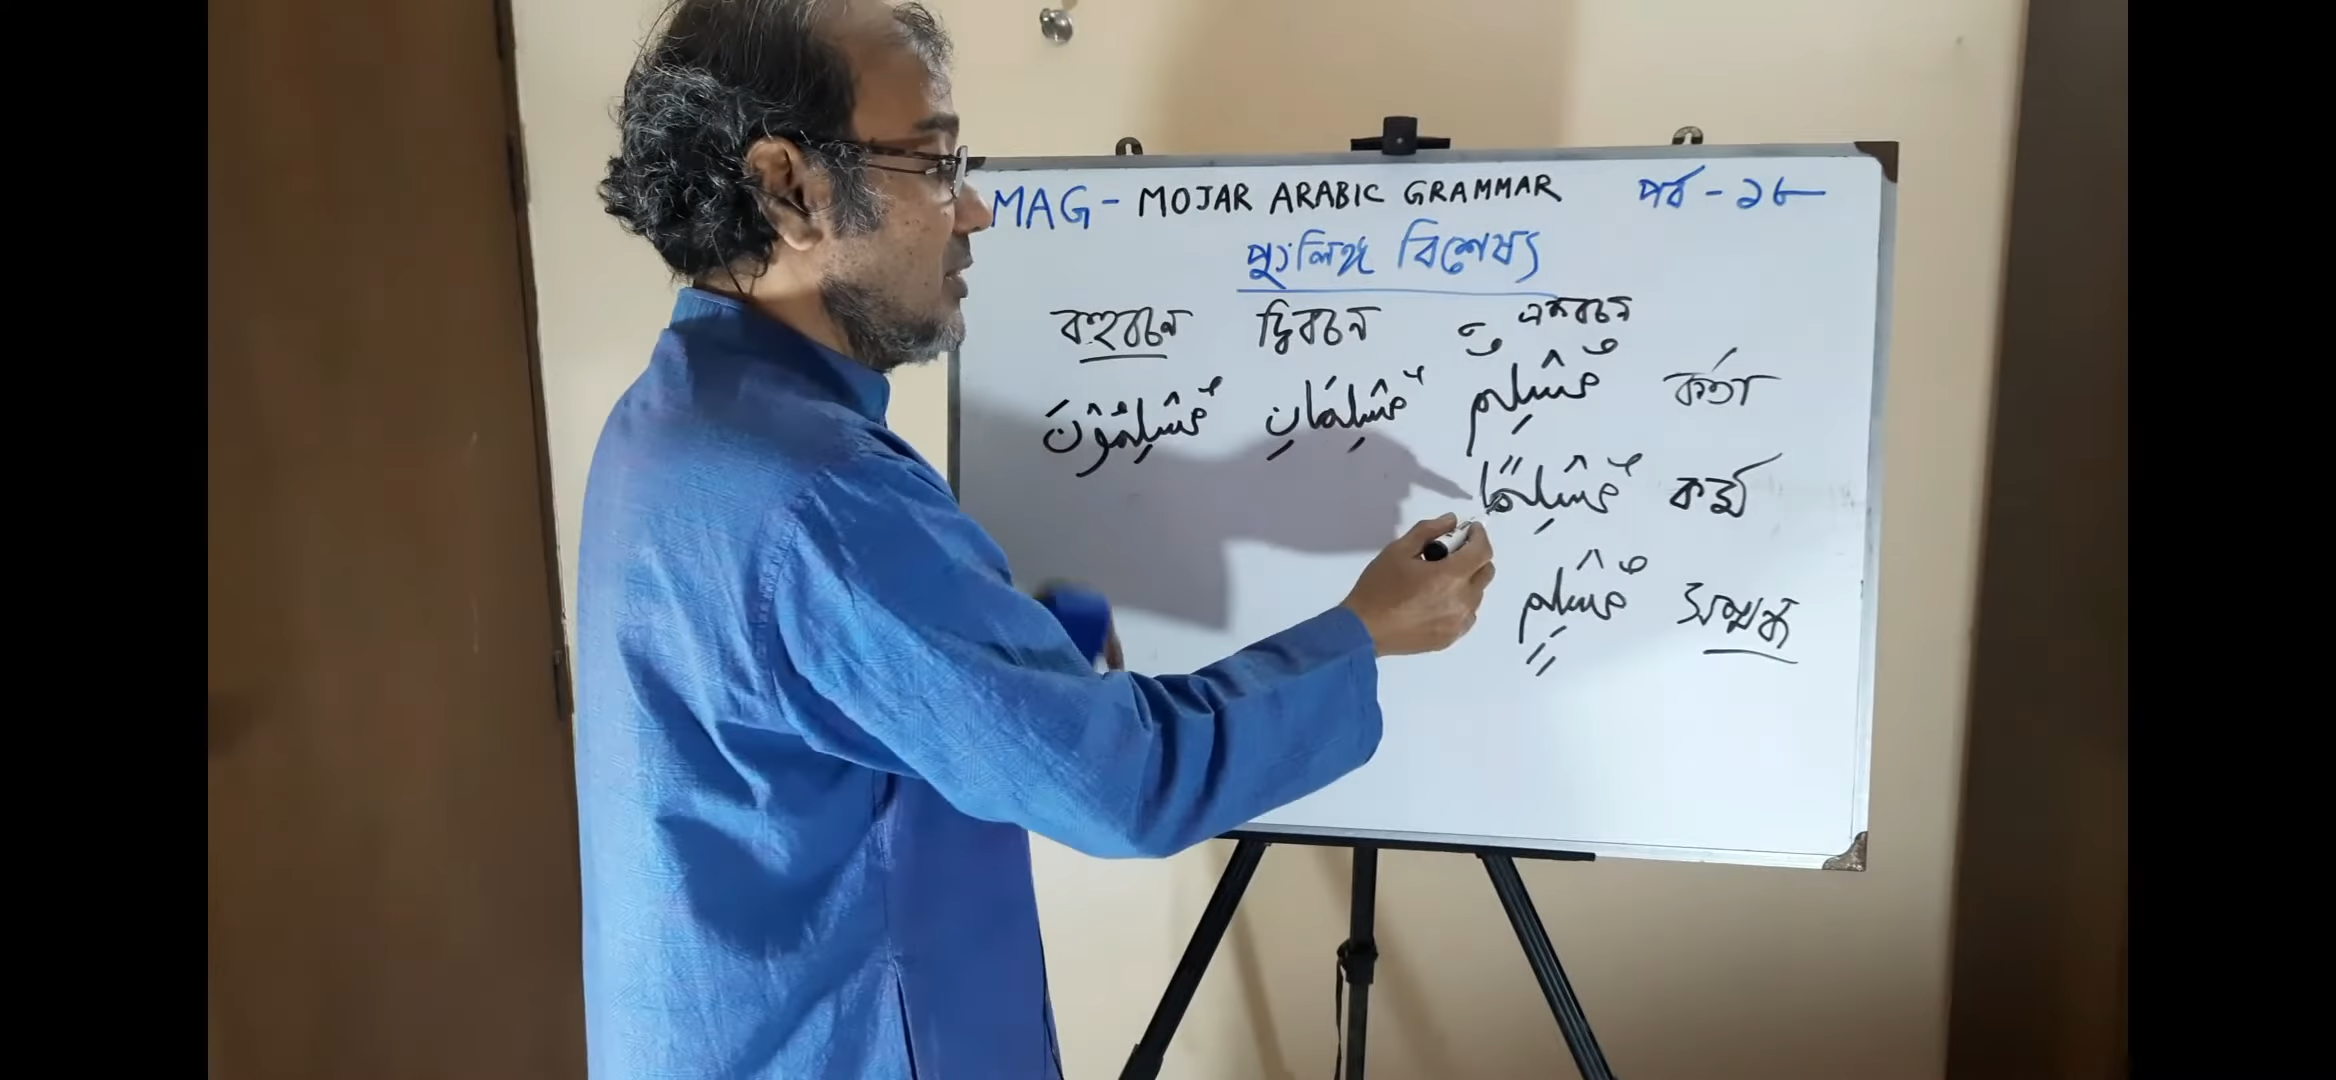 MAG - MOJAR ARABIC GRAMMAR পর্ব - ১৮
পুংলিঙ্গ বিশেষ্য
বহুবচন দ্বিবচন একবচন
مُسْلِمُوْنَ مُسْلِمَانِ مُسْلِمٌ কর্তা
مُسْلِمًا কর্ম
مُسْلِمٍ সম্বন্ধ